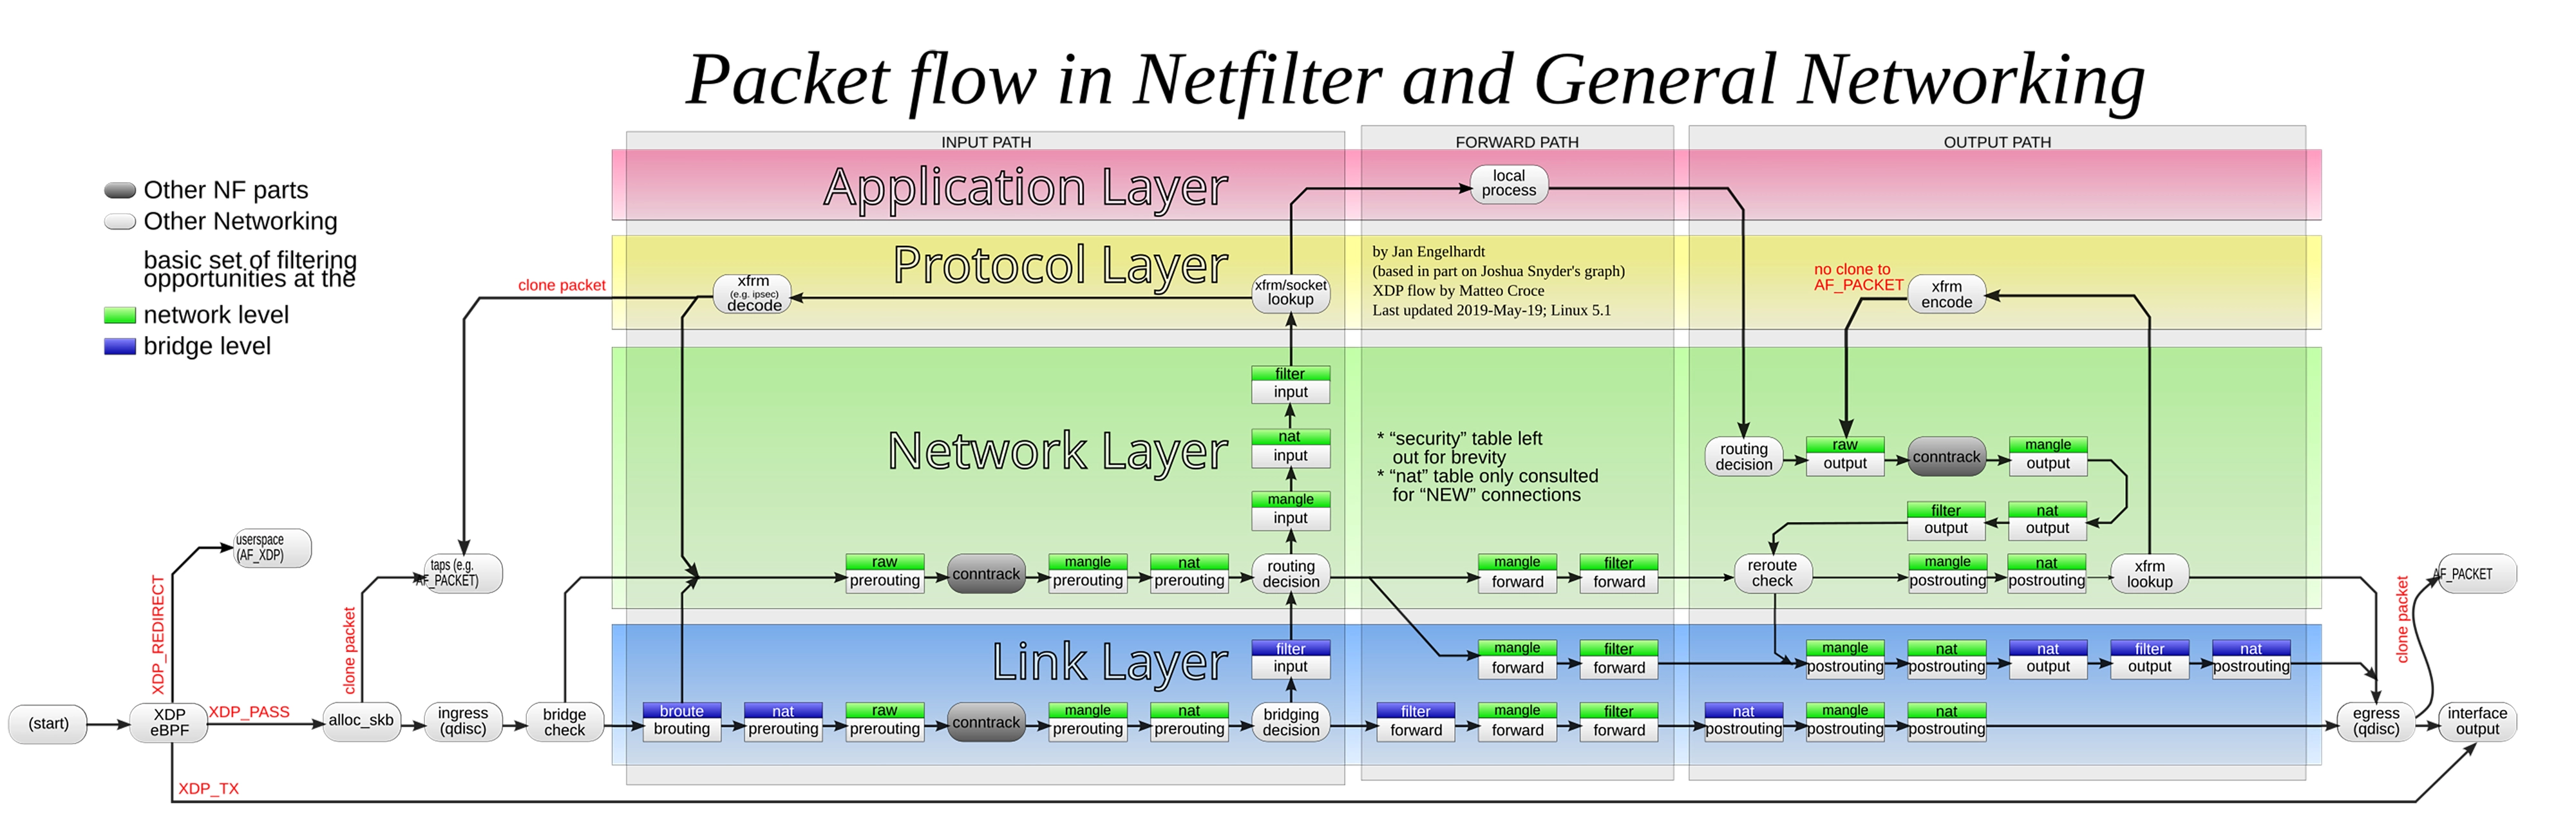 Packet flow in Netfilter and General Networking
INPUT PATH
FORWARD PATH
OUTPUT PATH
Other NF parts
Other Networking
basic set of filtering
opportunities at the
network level
bridge level
Application Layer
local
process
Protocol Layer
clone packet
xfrm
(e.g. ipsec)
decode
xfrm/socket
lookup
by Jan Engelhardt
(based in part on Joshua Snyder's graph)
XDP flow by Matteo Croce
Last updated 2019-May-19; Linux 5.1
no clone to
AF_PACKET
xfrm
encode
Network Layer
filter
input
nat
input
mangle
input
* “security” table left
out for brevity
* “nat” table only consulted
for “NEW” connections
routing
decision
raw
output
conntrack
mangle
output
filter
output
nat
output
userspace
(AF_XDP)
taps (e.g.
AF_PACKET)
raw
prerouting
conntrack
mangle
prerouting
nat
prerouting
routing
decision
mangle
forward
filter
forward
reroute
check
mangle
postrouting
nat
postrouting
xfrm
lookup
AF_PACKET
XDP_REDIRECT
clone packet
clone packet
Link Layer
filter
input
mangle
forward
filter
forward
mangle
postrouting
nat
postrouting
nat
output
filter
output
nat
postrouting
(start)
XDP
eBPF
XDP_PASS
alloc_skb
ingress
(qdisc)
bridge
check
broute
brouting
nat
prerouting
raw
prerouting
conntrack
mangle
prerouting
nat
prerouting
bridging
decision
filter
forward
mangle
forward
filter
forward
nat
postrouting
mangle
postrouting
nat
postrouting
egress
(qdisc)
interface
output
XDP_TX